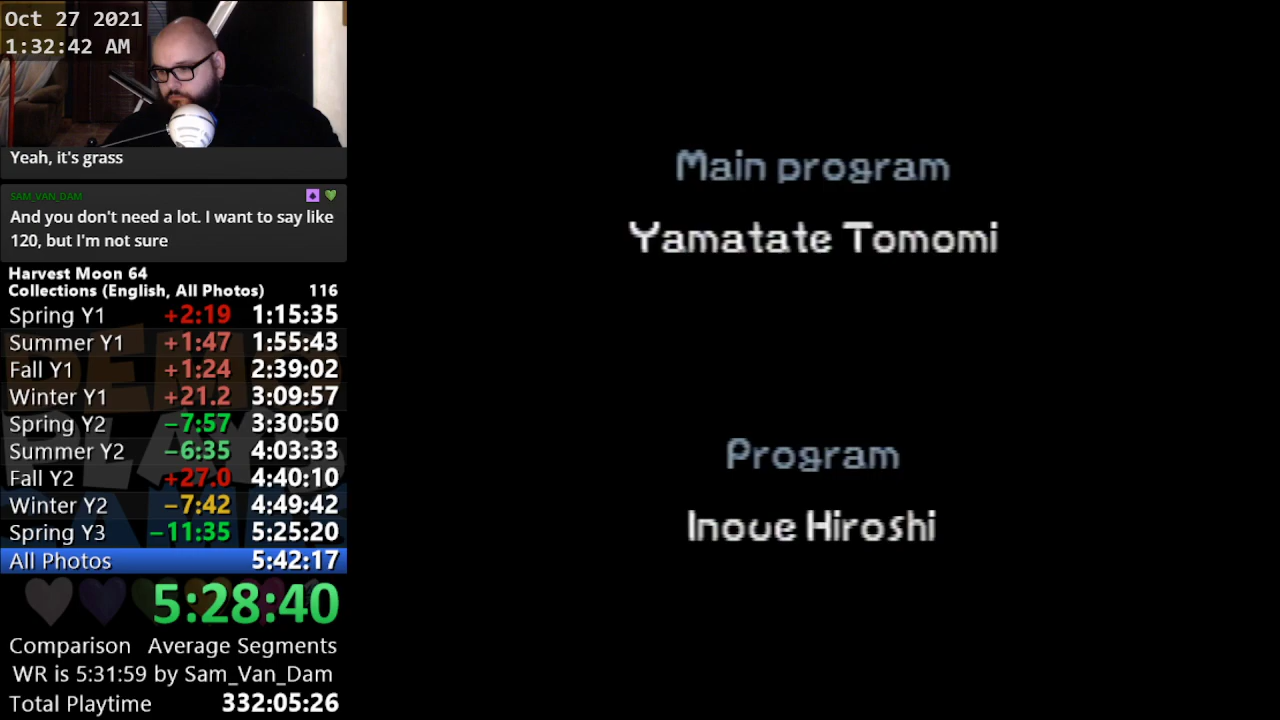 Oct 27 2021
1:32:42 AM
Yeah, it's grass
SAM_VAN_DAM
And you don't need a lot. I want to say like
120, but I'm not sure
Harvest Moon 64
Collections (English, All Photos) 116
Spring Y1 +2:19 1:15:35
Summer Y1 +1:47 1:55:43
Fall Y1 +1:24 2:39:02
Winter Y1 +21.2 3:09:57
Spring Y2 −7:57 3:30:50
Summer Y2 −6:35 4:03:33
Fall Y2 +27.0 4:40:10
Winter Y2 −7:42 4:49:42
Spring Y3 −11:35 5:25:20
All Photos 5:42:17
5:28:40
Comparison Average Segments
WR is 5:31:59 by Sam_Van_Dam
Total Playtime 332:05:26
Main program
Yamatate Tomomi
Program
Inoue Hiroshi